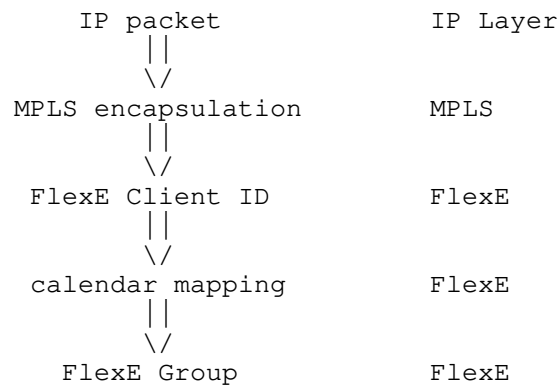 IP packet IP Layer
||
\/
MPLS encapsulation MPLS
||
\/
FlexE Client ID FlexE
||
\/
calendar mapping FlexE
||
\/
FlexE Group FlexE